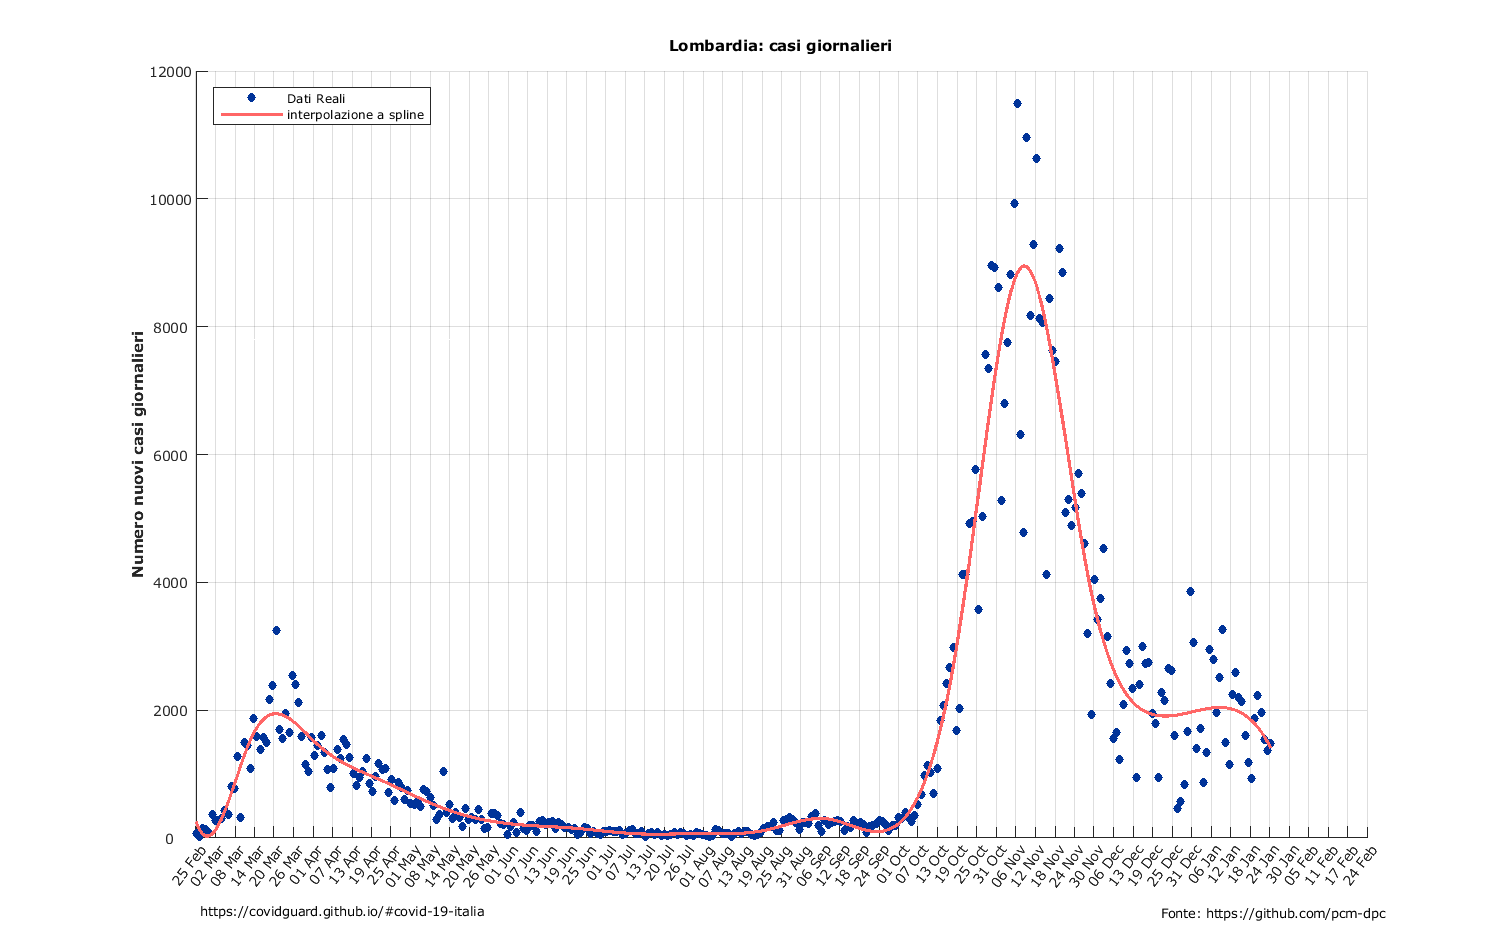 Lombardia: casi giornalieri
12000
10000
8000
6000
4000
2000
0
Numero nuovi casi giornalieri
Dati Reali
interpolazione a spline
25 Feb
02 Mar
08 Mar
14 Mar
20 Mar
26 Mar
01 Apr
07 Apr
13 Apr
19 Apr
25 Apr
01 May
08 May
14 May
20 May
26 May
01 Jun
07 Jun
13 Jun
19 Jun
25 Jun
01 Jul
07 Jul
13 Jul
20 Jul
26 Jul
01 Aug
07 Aug
13 Aug
19 Aug
25 Aug
31 Aug
06 Sep
12 Sep
18 Sep
24 Sep
01 Oct
07 Oct
13 Oct
19 Oct
25 Oct
31 Oct
06 Nov
12 Nov
18 Nov
24 Nov
30 Nov
06 Dec
13 Dec
19 Dec
25 Dec
31 Dec
06 Jan
12 Jan
18 Jan
24 Jan
30 Jan
05 Feb
11 Feb
17 Feb
24 Feb
https://covidguard.github.io/#covid-19-italia
Fonte: https://github.com/pcm-dpc